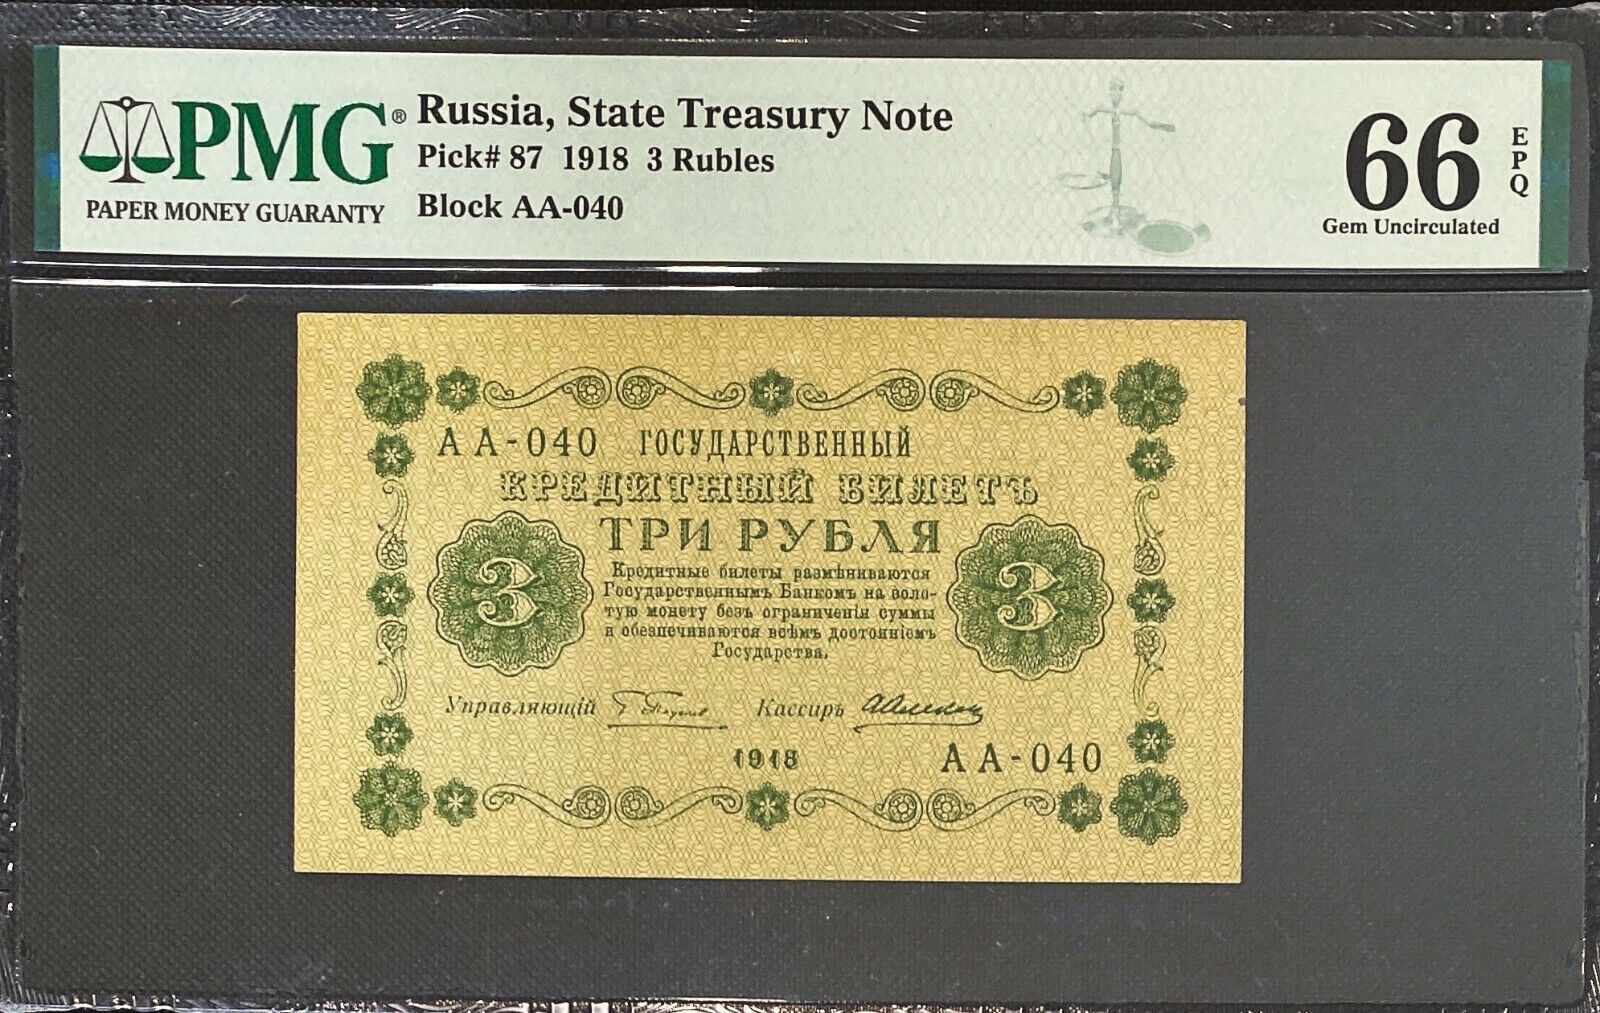 PMG®
PAPER MONEY GUARANTY
Russia, State Treasury Note
Pick# 87 1918 3 Rubles
Block AA-040
66
EPQ
Gem Uncirculated
АА-040 ГОСУДАРСТВЕННЫЙ
КРЕДИТНЫЙ БИЛЕТЪ
ТРИ РУБЛЯ
3
3
Кредитные билеты размѣниваются
Государственнымъ Банкомъ на золо-
тую монету безъ ограниченія суммы
и обезпечиваются всѣмъ достояніемъ
Государства.
Управляющій
Кассиръ
1918
АА-040